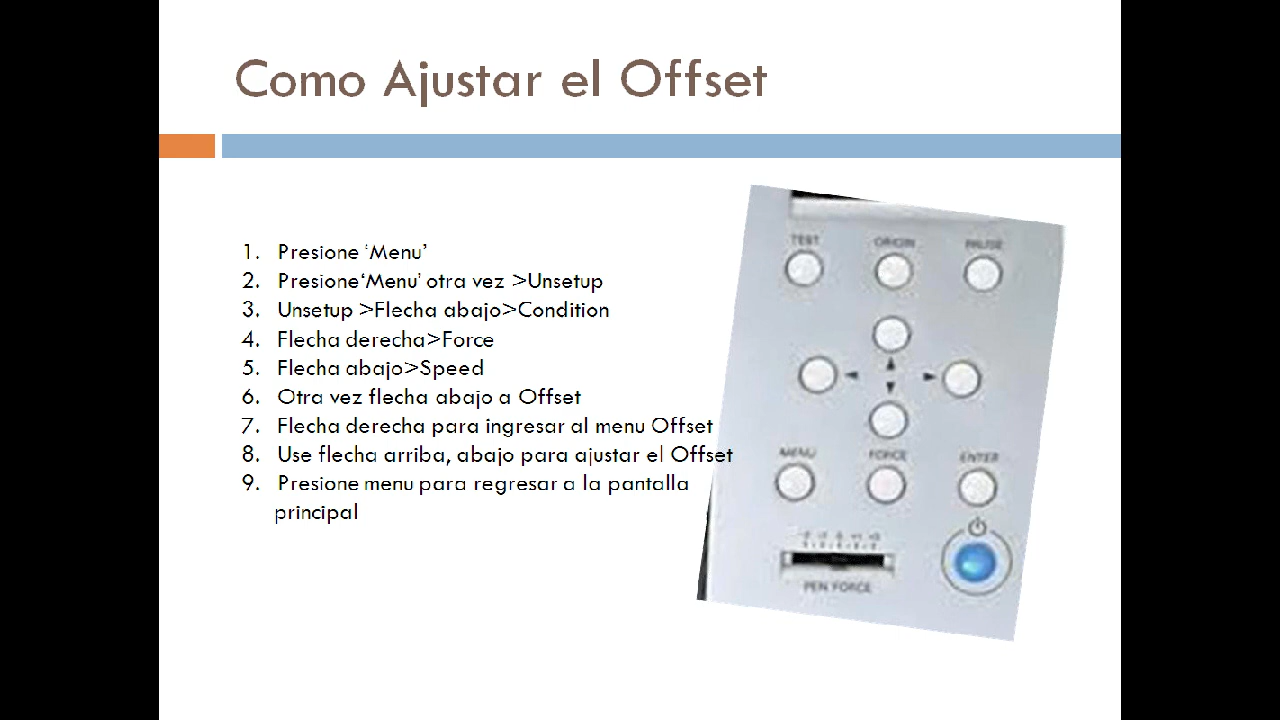 Como Ajustar el Offset
1. Presione ‘Menu’
2. Presione‘Menu’ otra vez >Unsetup
3. Unsetup >Flecha abajo>Condition
4. Flecha derecha>Force
5. Flecha abajo>Speed
6. Otra vez flecha abajo a Offset
7. Flecha derecha para ingresar al menu Offset
8. Use flecha arriba, abajo para ajustar el Offset
9. Presione menu para regresar a la pantalla
principal
TEST ORIGIN PAUSE
MENU FORCE ENTER
PEN FORCE